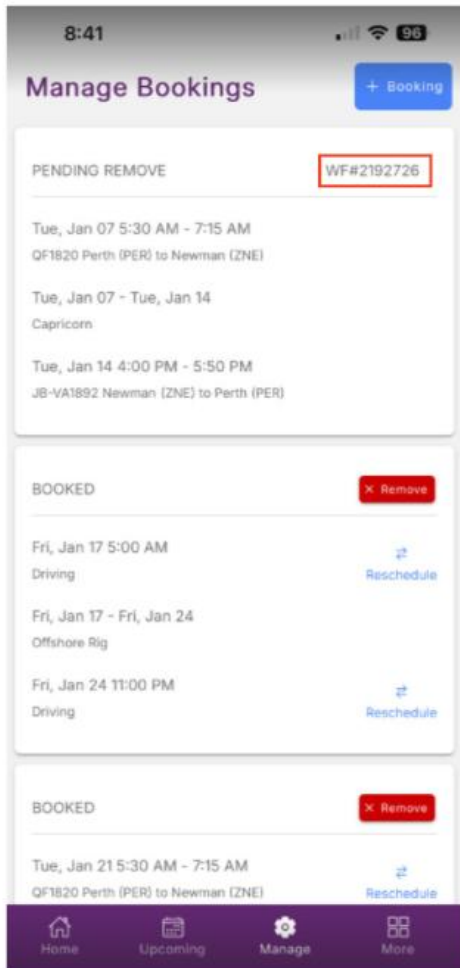 8:41
96
Manage Bookings
+ Booking
PENDING REMOVE
WF#2192726
Tue, Jan 07 5:30 AM - 7:15 AM
QF1820 Perth (PER) to Newman (ZNE)
Tue, Jan 07 - Tue, Jan 14
Capricorn
Tue, Jan 14 4:00 PM - 5:50 PM
JB-VA1892 Newman (ZNE) to Perth (PER)
BOOKED
× Remove
Fri, Jan 17 5:00 AM
Driving
Reschedule
Fri, Jan 17 - Fri, Jan 24
Offshore Rig
Fri, Jan 24 11:00 PM
Driving
Reschedule
BOOKED
× Remove
Tue, Jan 21 5:30 AM - 7:15 AM
QF1820 Perth (PER) to Newman (ZNE)
Reschedule
Home
Upcoming
Manage
More